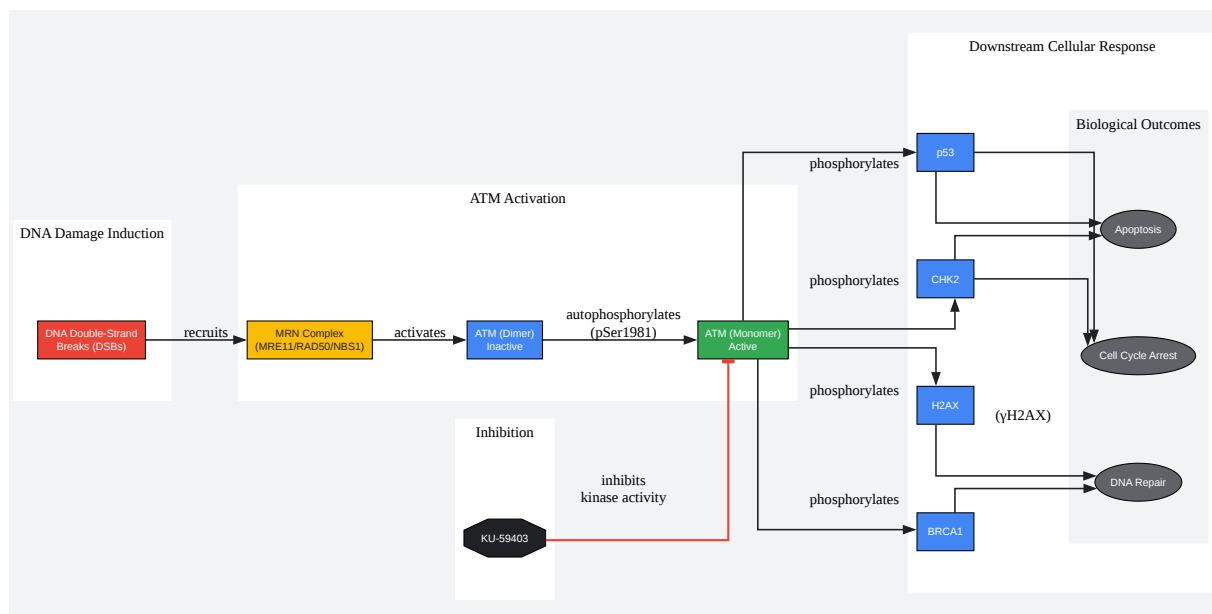 Downstream Cellular Response
Biological Outcomes
p53
phosphorylates
ATM Activation
DNA Damage Induction
Apoptosis
CHK2
phosphorylates
autophosphorylates
(pSer1981)
DNA Double-Strand
Breaks (DSBs)
recruits
MRN Complex
(MRE11/RAD50/NBS1)
activates
ATM (Dimer)
Inactive
ATM (Monomer)
Active
Cell Cycle Arrest
phosphorylates
H2AX
(γH2AX)
Inhibition
inhibits
kinase activity
DNA Repair
phosphorylates
BRCA1
KU-59403